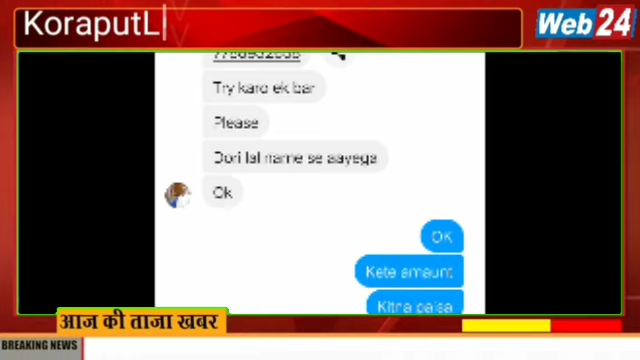 KoraputL
Web24
Try karo ek bar
Please
Dori lal name se aayega
Ok
OK
Kete amaunt
Kitna paisa
आज की ताजा खबर
BREAKING NEWS